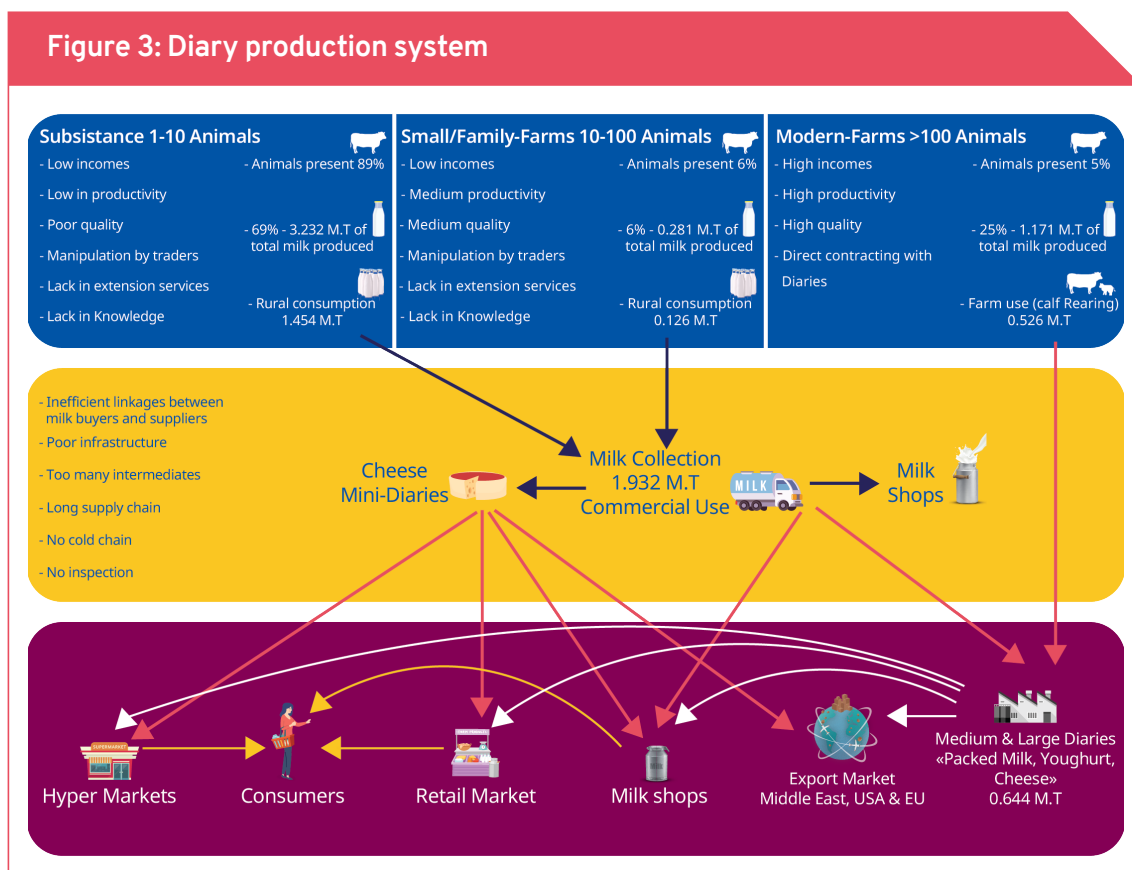 Figure 3: Diary production system
Subsistance 1-10 Animals
- Low incomes
- Animals present 89%
- Low in productivity
- Poor quality
- 69% - 3.232 M.T of
total milk produced
- Manipulation by traders
- Lack in extension services
- Rural consumption
1.454 M.T
- Lack in Knowledge
Small/Family-Farms 10-100 Animals
- Low incomes
- Animals present 6%
- Medium productivity
- Medium quality
- 6% - 0.281 M.T of
total milk produced
- Manipulation by traders
- Lack in extension services
- Rural consumption
0.126 M.T
- Lack in Knowledge
Modern-Farms >100 Animals
- High incomes
- Animals present 5%
- High productivity
- High quality
- 25% - 1.171 M.T of
total milk produced
- Direct contracting with
Diaries
- Farm use (calf Rearing)
0.526 M.T
- Inefficient linkages between
milk buyers and suppliers
- Poor infrastructure
- Too many intermediates
- Long supply chain
- No cold chain
- No inspection
Cheese
Mini-Diaries
Milk Collection
1.932 M.T
Commercial Use
MILK
Milk
Shops
SUPERMARKET
Hyper Markets
Consumers
Retail Market
Milk shops
Export Market
Middle East, USA & EU
Medium & Large Diaries
«Packed Milk, Youghurt,
Cheese»
0.644 M.T